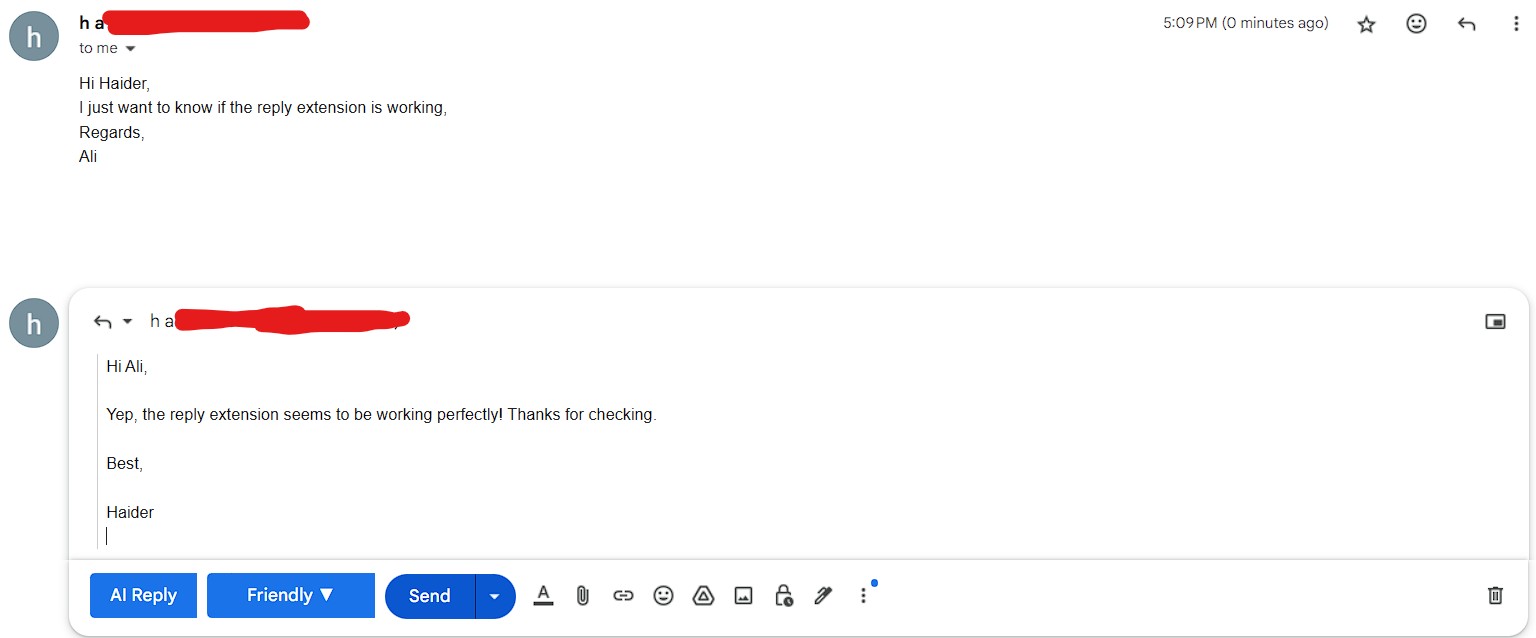 h
h a
5:09 PM (0 minutes ago)
to me
Hi Haider,
I just want to know if the reply extension is working,
Regards,
Ali
h
h a
Hi Ali,
Yep, the reply extension seems to be working perfectly! Thanks for checking.
Best,
Haider
AI Reply
Friendly ▼
Send
A